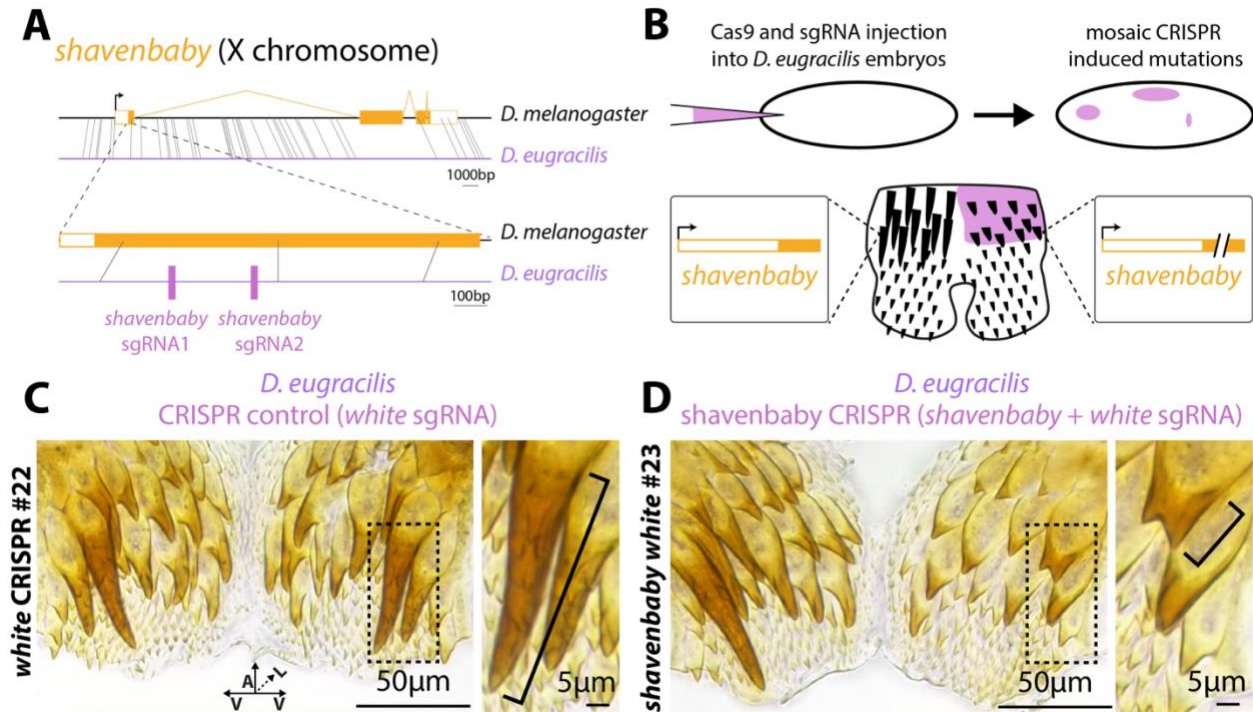 A
shavenbaby (X chromosome)
D. melanogaster
D. eugracilis
1000bp
D. melanogaster
D. eugracilis
100bp
shavenbaby
sgRNA1
shavenbaby
sgRNA2
B
Cas9 and sgRNA injection
into D. eugracilis embryos
mosaic CRISPR
induced mutations
shavenbaby
shavenbaby
C
D. eugracilis
CRISPR control (white sgRNA)
white CRISPR #22
A
L
V
V
50μm
5μm
D
D. eugracilis
shavenbaby CRISPR (shavenbaby + white sgRNA)
shavenbaby white #23
50μm
5μm